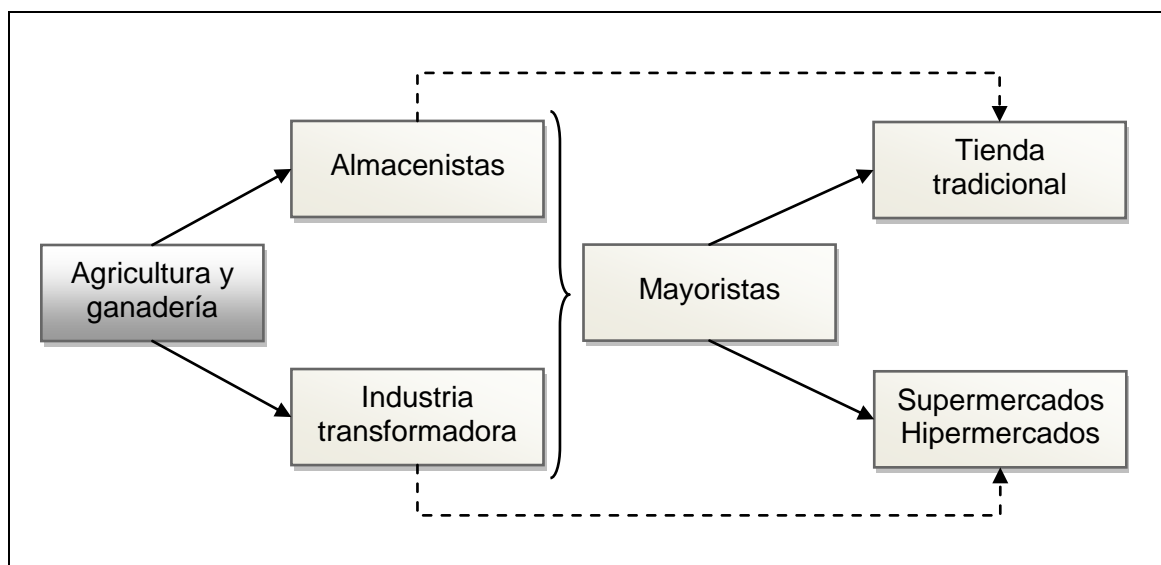 Almacenistas
Tienda
tradicional
Agricultura y
ganadería
Mayoristas
Industria
transformadora
Supermercados
Hipermercados